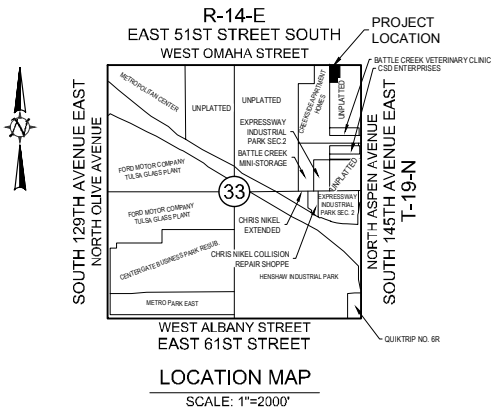 R-14-E
EAST 51ST STREET SOUTH
WEST OMAHA STREET
PROJECT
LOCATION
BATTLE CREEK VETERINARY CLINIC
CSD ENTERPRISES
METROPOLITAN CENTER
UNPLATTED
UNPLATTED
CREEKSIDE APARTMENT
HOMES
UNPLATTED
EXPRESSWAY
INDUSTRIAL
PARK SEC.2
BATTLE CREEK
MINI-STORAGE
UNPLATTED
N
FORD MOTOR COMPANY
TULSA GLASS PLANT
33
EXPRESSWAY
INDUSTRIAL
PARK SEC. 2
FORD MOTOR COMPANY
TULSA GLASS PLANT
CHRIS NIKEL
EXTENDED
CHRIS NIKEL COLLISION
REPAIR SHOPPE
CENTERGATE BUSINESS PARK RESUB.
HENSHAW INDUSTRIAL PARK
METRO PARK EAST
SOUTH 129TH AVENUE EAST
NORTH OLIVE AVENUE
NORTH ASPEN AVENUE
SOUTH 145TH AVENUE EAST
T-19-N
QUIKTRIP NO. 6R
WEST ALBANY STREET
EAST 61ST STREET
LOCATION MAP
SCALE: 1"=2000'